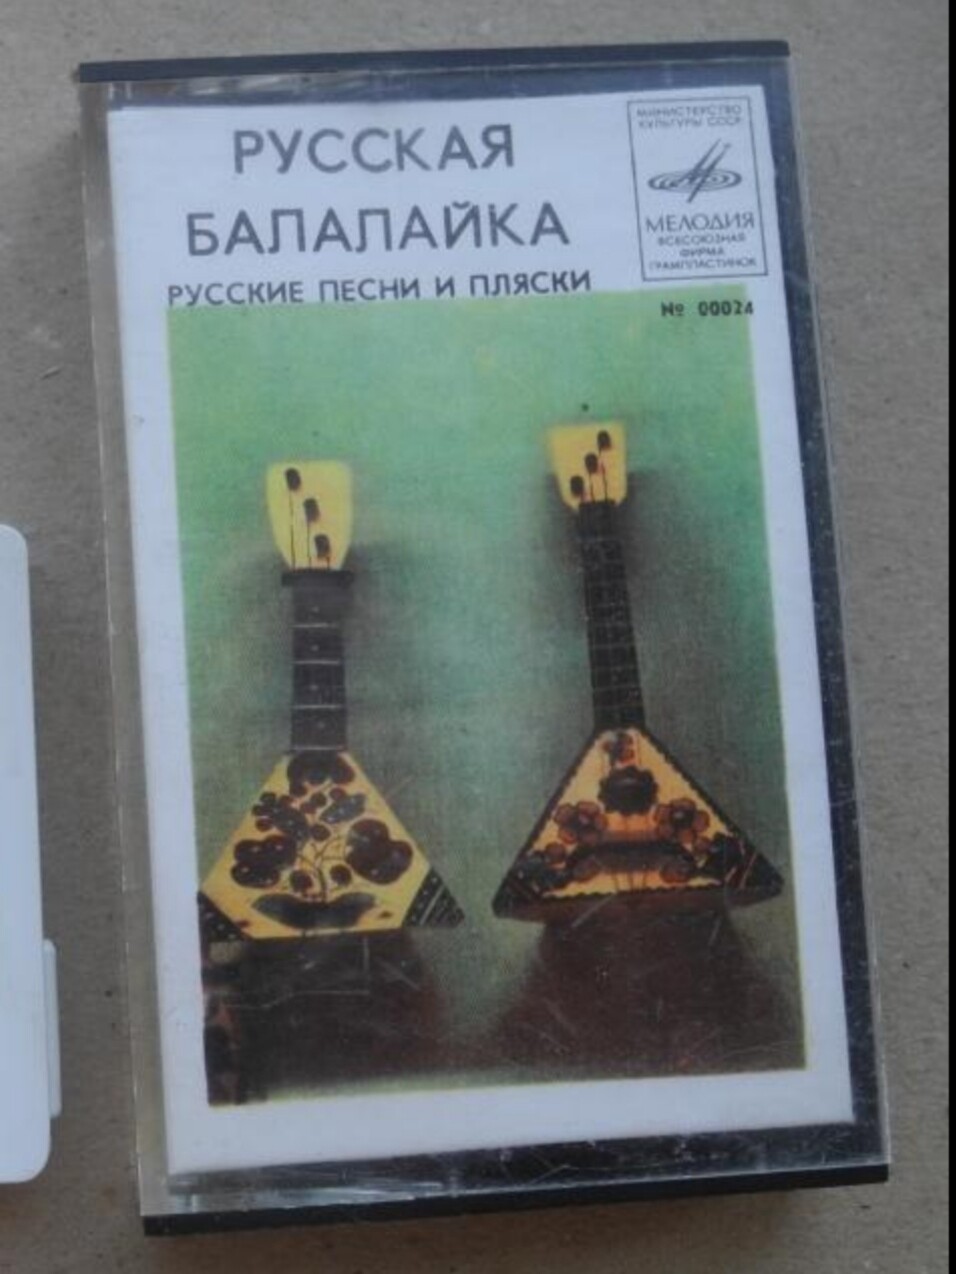 РУССКАЯ
БАЛАЛАЙКА
РУССКИЕ ПЕСНИ И ПЛЯСКИ
МИНИСТЕРСТВО
КУЛЬТУРЫ СССР
МЕЛОДИЯ
ВСЕСОЮЗНАЯ
ФИРМА
ГРАМПЛАСТИНОК
№ 00024